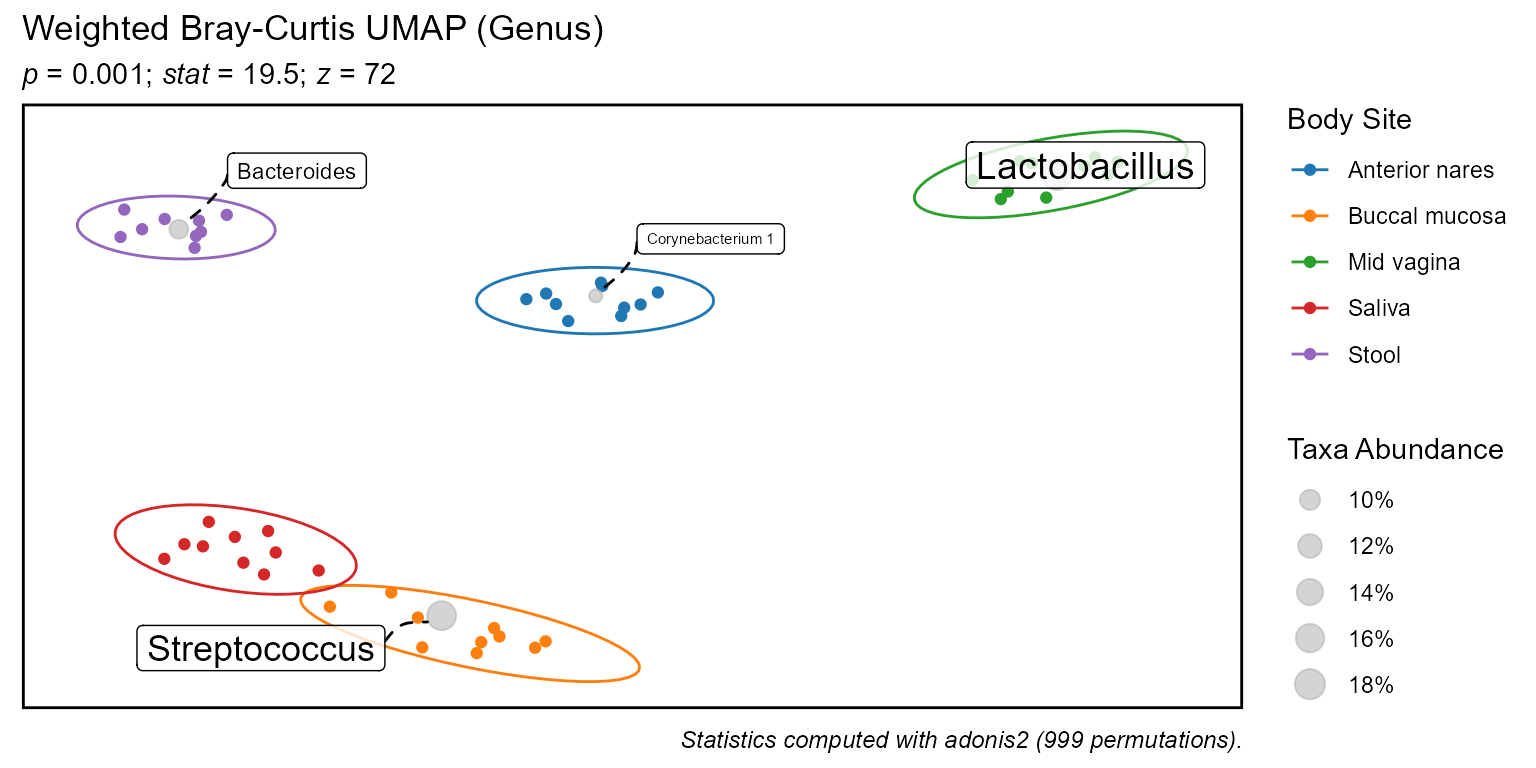 Weighted Bray-Curtis UMAP (Genus)
p = 0.001; stat = 19.5; z = 72
Bacteroides
Lactobacillus
Corynebacterium 1
Streptococcus
Body Site
Anterior nares
Buccal mucosa
Mid vagina
Saliva
Stool
Taxa Abundance
10%
12%
14%
16%
18%
Statistics computed with adonis2 (999 permutations).